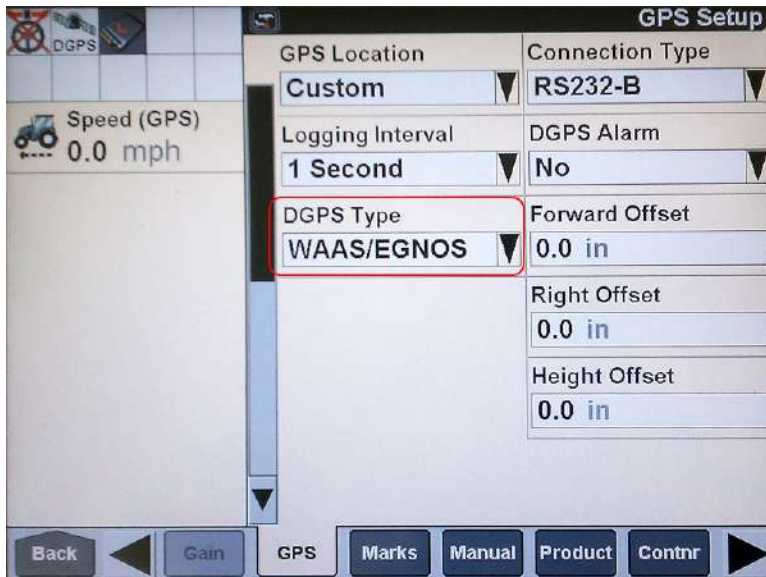 GPS Setup
DGPS
Speed (GPS)
0.0 mph
GPS Location
Custom
Connection Type
RS232-B
Logging Interval
1 Second
DGPS Alarm
No
DGPS Type
WAAS/EGNOS
Forward Offset
0.0 in
Right Offset
0.0 in
Height Offset
0.0 in
Back
Gain
GPS
Marks
Manual
Product
Contnr